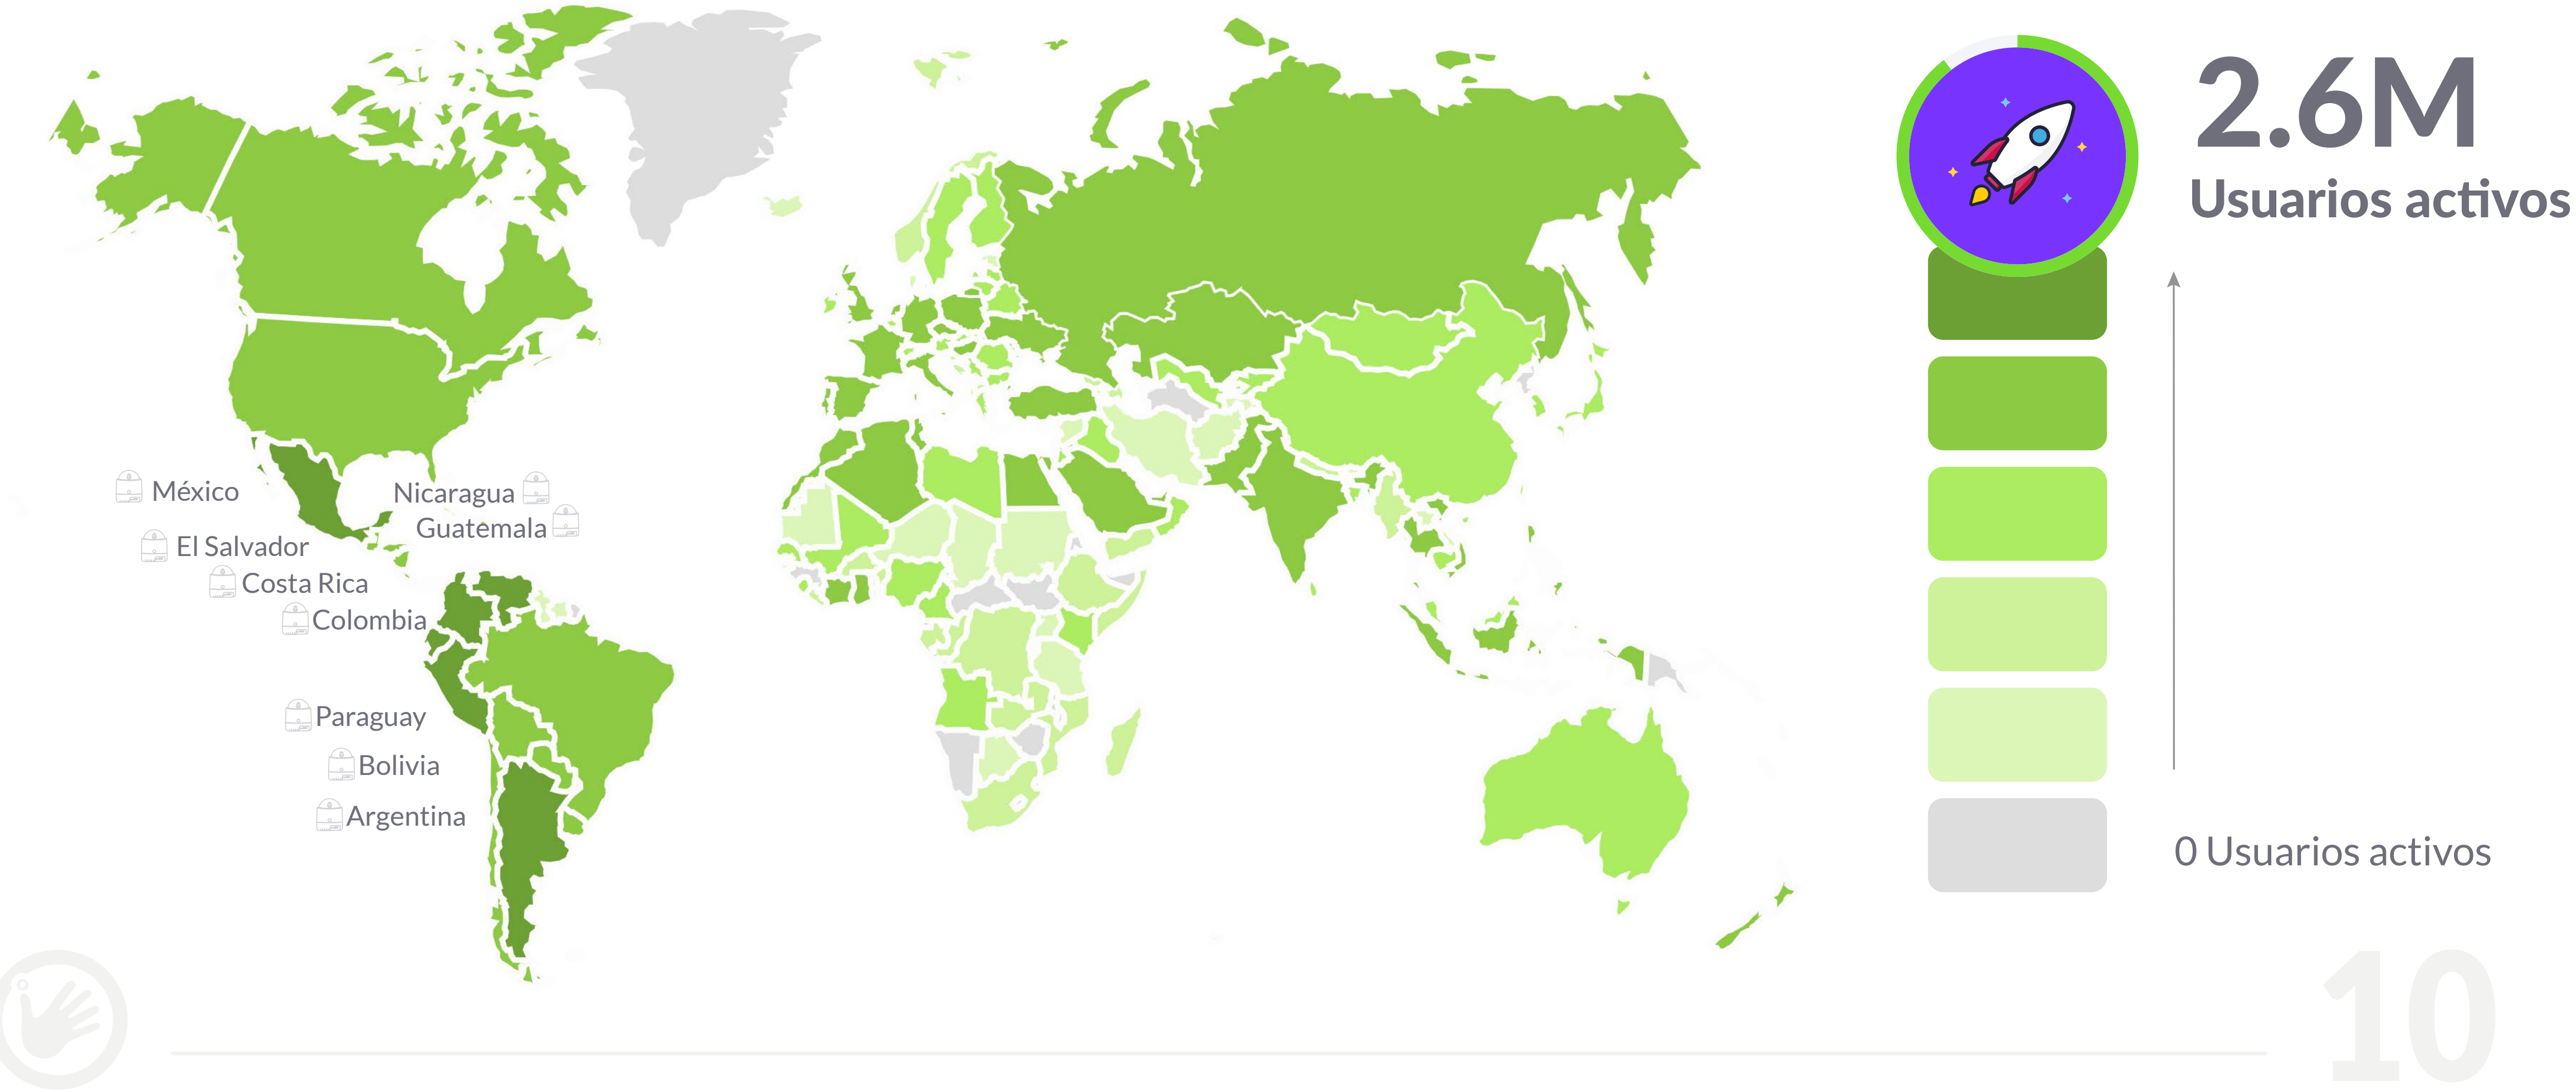 2.6M
Usuarios activos
México
Nicaragua
Guatemala
El Salvador
Costa Rica
Colombia
Paraguay
Bolivia
Argentina
0 Usuarios activos
10